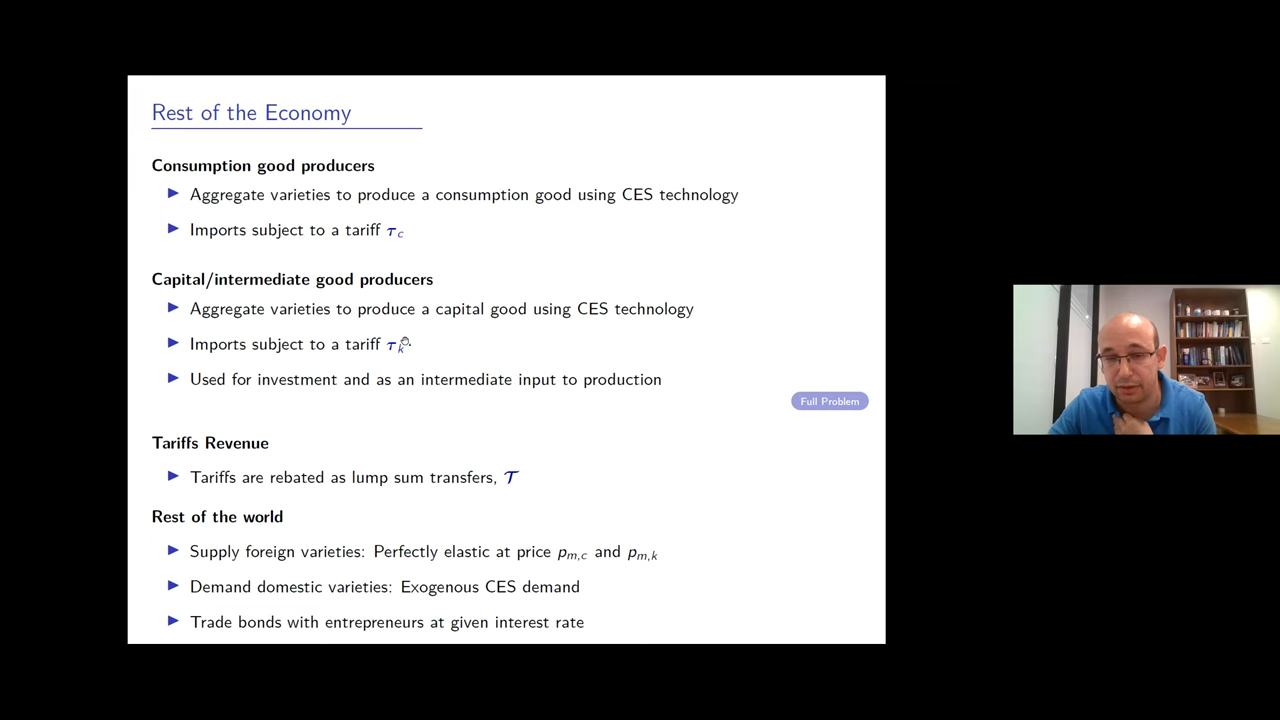 Rest of the Economy
Consumption good producers
▶ Aggregate varieties to produce a consumption good using CES technology
▶ Imports subject to a tariff τc
Capital/intermediate good producers
▶ Aggregate varieties to produce a capital good using CES technology
▶ Imports subject to a tariff τk
▶ Used for investment and as an intermediate input to production
Full Problem
Tariffs Revenue
▶ Tariffs are rebated as lump sum transfers, 𝒯
Rest of the world
▶ Supply foreign varieties: Perfectly elastic at price pm,c and pm,k
▶ Demand domestic varieties: Exogenous CES demand
▶ Trade bonds with entrepreneurs at given interest rate